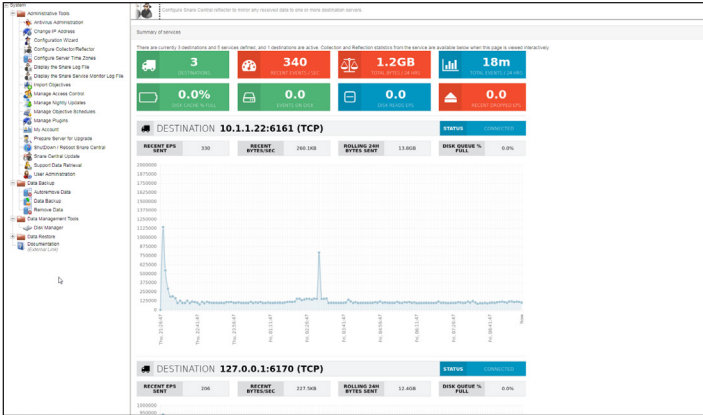 System
Administrative Tools
Antivirus Administration
Change IP Address
Configuration Wizard
Configure Collector/Reflector
Configure Server Time Zones
Display the Snare Log File
Display the Snare Service Monitor Log File
Import Objectives
Manage Access Control
Manage Nightly Updates
Manage Objective Schedules
Manage Plugins
My Account
Prepare Server for Upgrade
ShutDown / Reboot Snare Central
Snare Central Update
Support Data Retrieval
User Administration
Data Backup
Autoremove Data
Data Backup
Remove Data
Data Management Tools
Disk Manager
Data Restore
Documentation
(External Link)
Configure Snare Central reflector to mirror any received data to one or more destination servers.
Summary of services
There are currently 3 destinations and 5 services defined, and 1 destinations are active. Collection and Reflection statistics from the service are available below when this page is viewed interactively.
3
DESTINATIONS
340
RECENT EVENTS / SEC
1.2GB
TOTAL BYTES / 24 HRS
18m
TOTAL EVENTS / 24 HRS
0.0%
DISK CACHE % FULL
0.0
EVENTS ON DISK
0.0
DISK READS EPS
0.0
RECENT DROPPED EPS
DESTINATION 10.1.1.22:6161 (TCP)
STATUS CONNECTED
RECENT EPS SENT 330
RECENT BYTES/SEC 260.1KB
ROLLING 24H BYTES SENT 13.8GB
DISK QUEUE % FULL 0.0%
2000000
1875000
1750000
1625000
1500000
1375000
1250000
1125000
1000000
875000
750000
625000
500000
375000
250000
125000
0
Now
DESTINATION 127.0.0.1:6170 (TCP)
STATUS CONNECTED
RECENT EPS SENT 206
RECENT BYTES/SEC 227.5KB
ROLLING 24H BYTES SENT 12.4GB
DISK QUEUE % FULL 0.0%
1000000